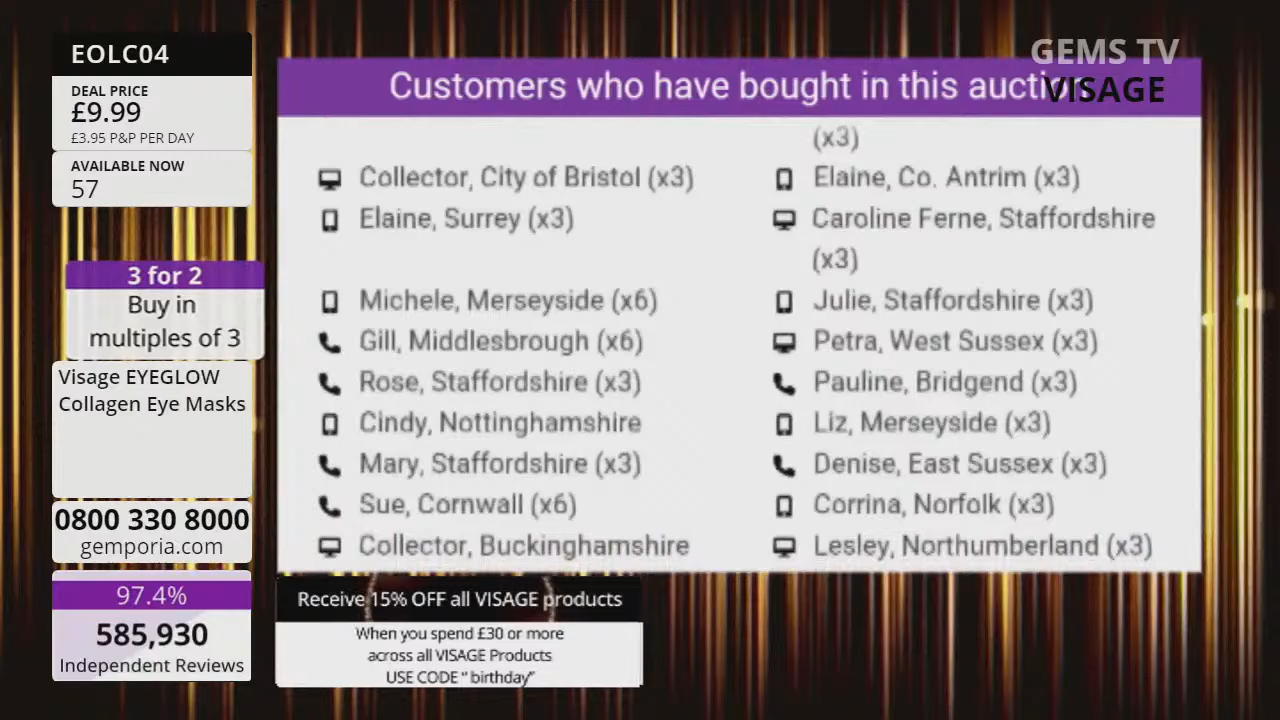 EOLC04
DEAL PRICE
£9.99
£3.95 P&P PER DAY
AVAILABLE NOW
57
3 for 2
Buy in
multiples of 3
Visage EYEGLOW
Collagen Eye Masks
0800 330 8000
gemporia.com
97.4%
585,930
Independent Reviews
GEMS TV
VISAGE
Customers who have bought in this auction
(x3)
Collector, City of Bristol (x3)
Elaine, Co. Antrim (x3)
Elaine, Surrey (x3)
Caroline Ferne, Staffordshire
(x3)
Michele, Merseyside (x6)
Julie, Staffordshire (x3)
Gill, Middlesbrough (x6)
Petra, West Sussex (x3)
Rose, Staffordshire (x3)
Pauline, Bridgend (x3)
Cindy, Nottinghamshire
Liz, Merseyside (x3)
Mary, Staffordshire (x3)
Denise, East Sussex (x3)
Sue, Cornwall (x6)
Corrina, Norfolk (x3)
Collector, Buckinghamshire
Lesley, Northumberland (x3)
Receive 15% OFF all VISAGE products
When you spend £30 or more
across all VISAGE Products
USE CODE “ birthday”